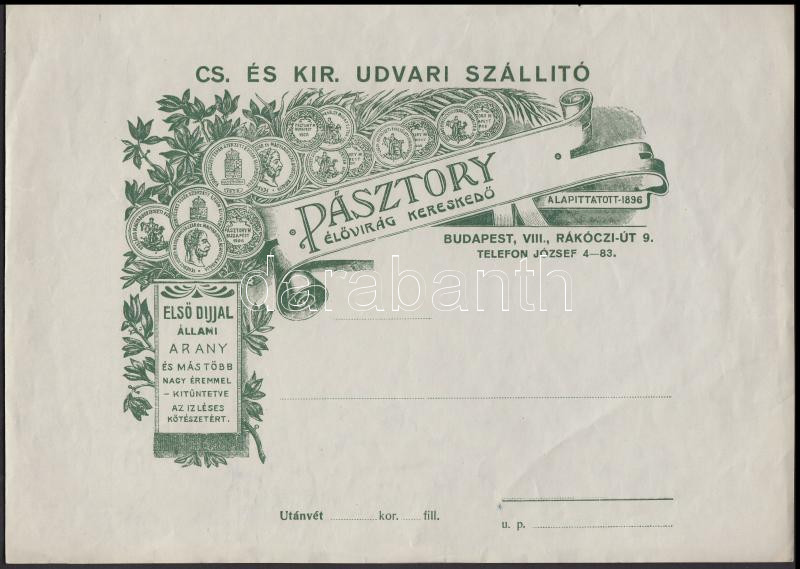 CS. ÉS KIR. UDVARI SZÁLLITÓ
PÁSZTORY
ÉLŐVIRÁG KERESKEDŐ
ALAPITTATOTT-1896
BUDAPEST, VIII., RÁKÓCZI-ÚT 9.
TELEFON JÓZSEF 4—83.
darabanth
ELSŐ DIJJAL
ÁLLAMI
ARANY
ÉS MÁS TÖBB
NAGY ÉREMMEL
– KITÜNTETVE
AZ IZLÉSES
KÖTÉSZETÉRT.
Utánvét kor. fill.
u. p.